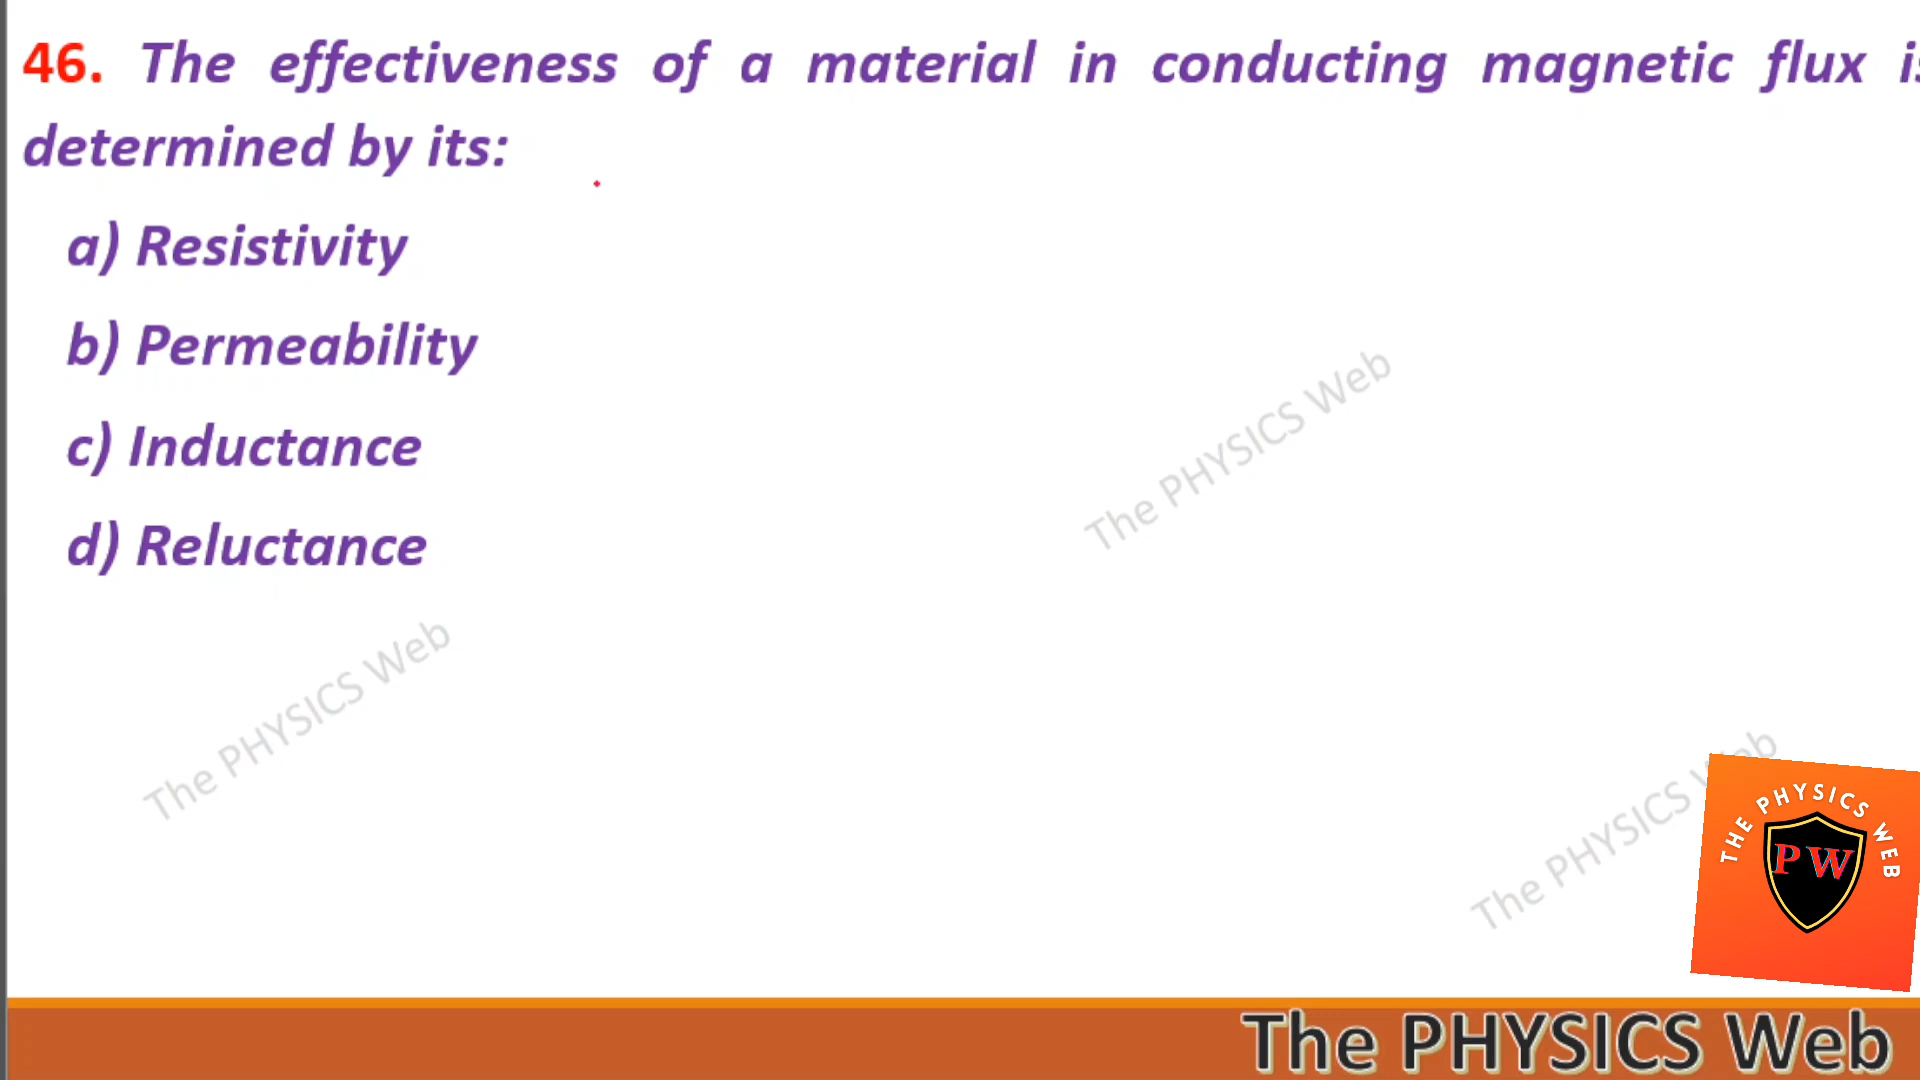 46. The effectiveness of a material in conducting magnetic flux is
determined by its:
a) Resistivity
b) Permeability
c) Inductance
d) Reluctance
The PHYSICS Web
The PHYSICS Web
The PHYSICS Web
THE PHYSICS WEB
PW
The PHYSICS Web